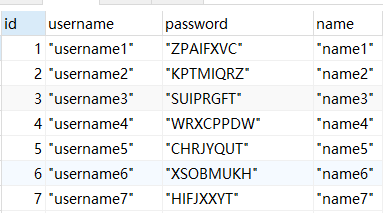 id username password name
1 "username1" "ZPAIFXVC" "name1"
2 "username2" "KPTMIQRZ" "name2"
3 "username3" "SUIPRGFT" "name3"
4 "username4" "WRXCPPDW" "name4"
5 "username5" "CHRJYQUT" "name5"
6 "username6" "XSOBMUKH" "name6"
7 "username7" "HIFJXXYT" "name7"